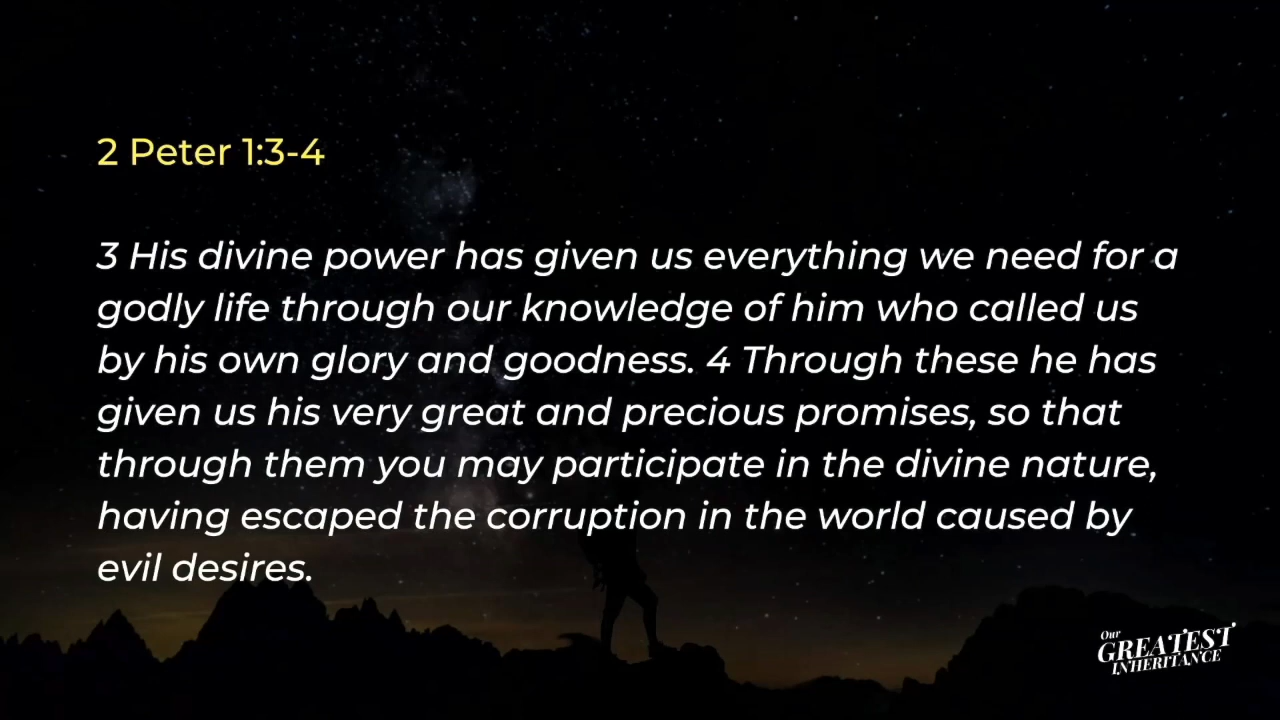 2 Peter 1:3-4
3 His divine power has given us everything we need for a
godly life through our knowledge of him who called us
by his own glory and goodness. 4 Through these he has
given us his very great and precious promises, so that
through them you may participate in the divine nature,
having escaped the corruption in the world caused by
evil desires.
Our
GREATEST
INHERITANCE